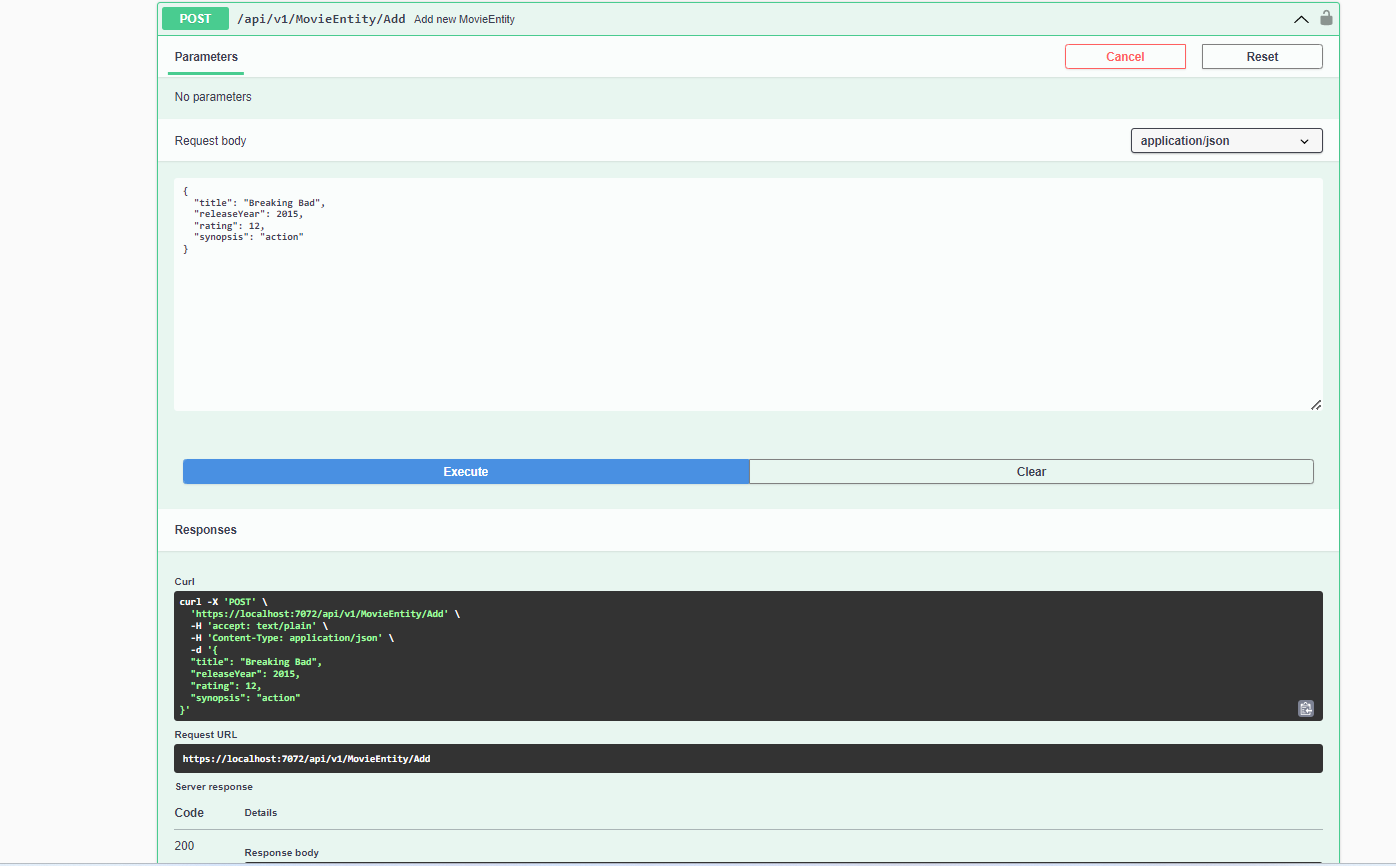 POST /api/v1/MovieEntity/Add Add new MovieEntity
Parameters
Cancel
Reset
No parameters
Request body
application/json
{
  "title": "Breaking Bad",
  "releaseYear": 2015,
  "rating": 12,
  "synopsis": "action"
}
Execute
Clear
Responses
Curl
curl -X 'POST' \
  'https://localhost:7072/api/v1/MovieEntity/Add' \
  -H 'accept: text/plain' \
  -H 'Content-Type: application/json' \
  -d '{
  "title": "Breaking Bad",
  "releaseYear": 2015,
  "rating": 12,
  "synopsis": "action"
}'
Request URL
https://localhost:7072/api/v1/MovieEntity/Add
Server response
Code Details
200
Response body